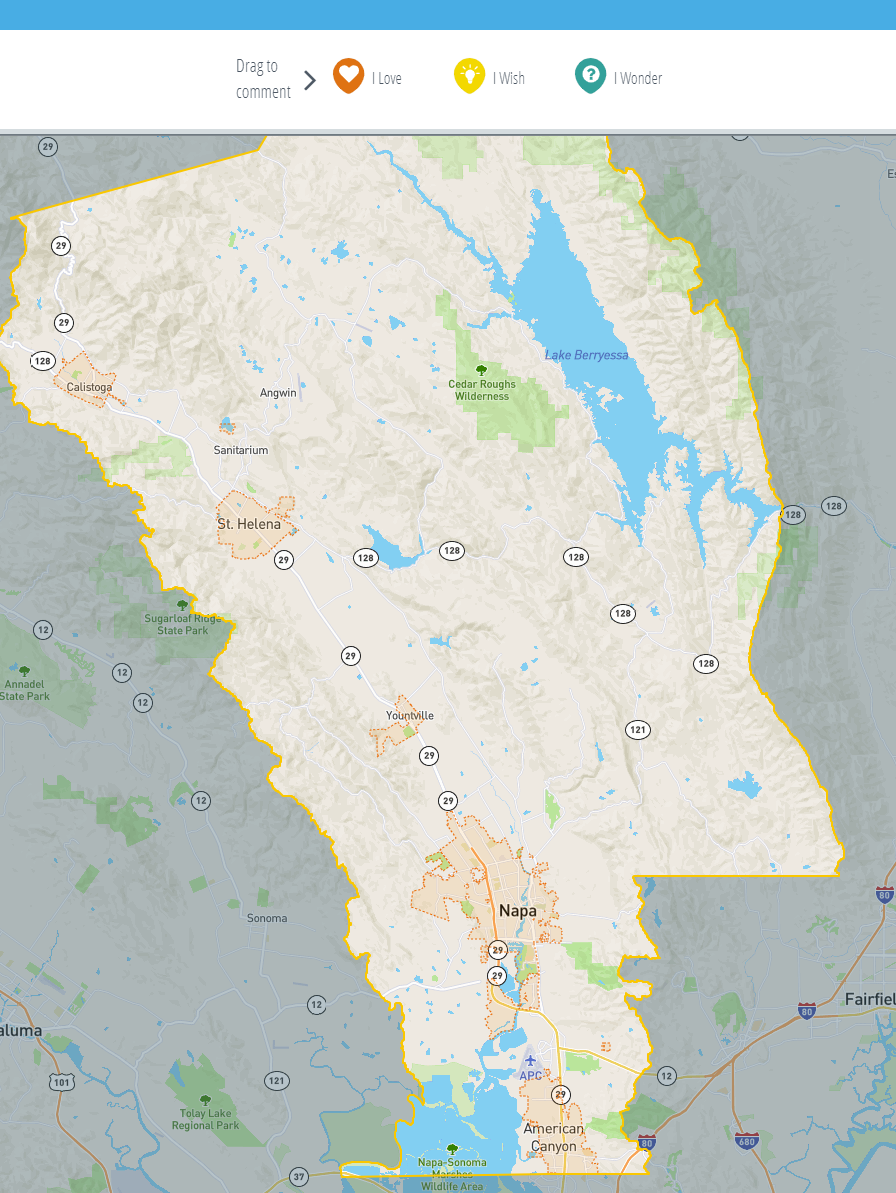 Drag to
comment
I Love
I Wish
? I Wonder
29
29
29
128
Calistoga
Angwin
Lake Berryessa
Cedar Roughs
Wilderness
Sanitarium
128
128
St. Helena
29
128
128
128
Sugarloaf Ridge
State Park
128
12
12
29
128
Annadel
State Park
12
Yountville
121
29
12
29
80
Napa
Sonoma
29
29
Fairfiel
12
80
aluma
APC
12
101
121
29
Tolay Lake
Regional Park
American
Canyon
80
680
Napa-Sonoma
Marshes
Wildlife Area
37